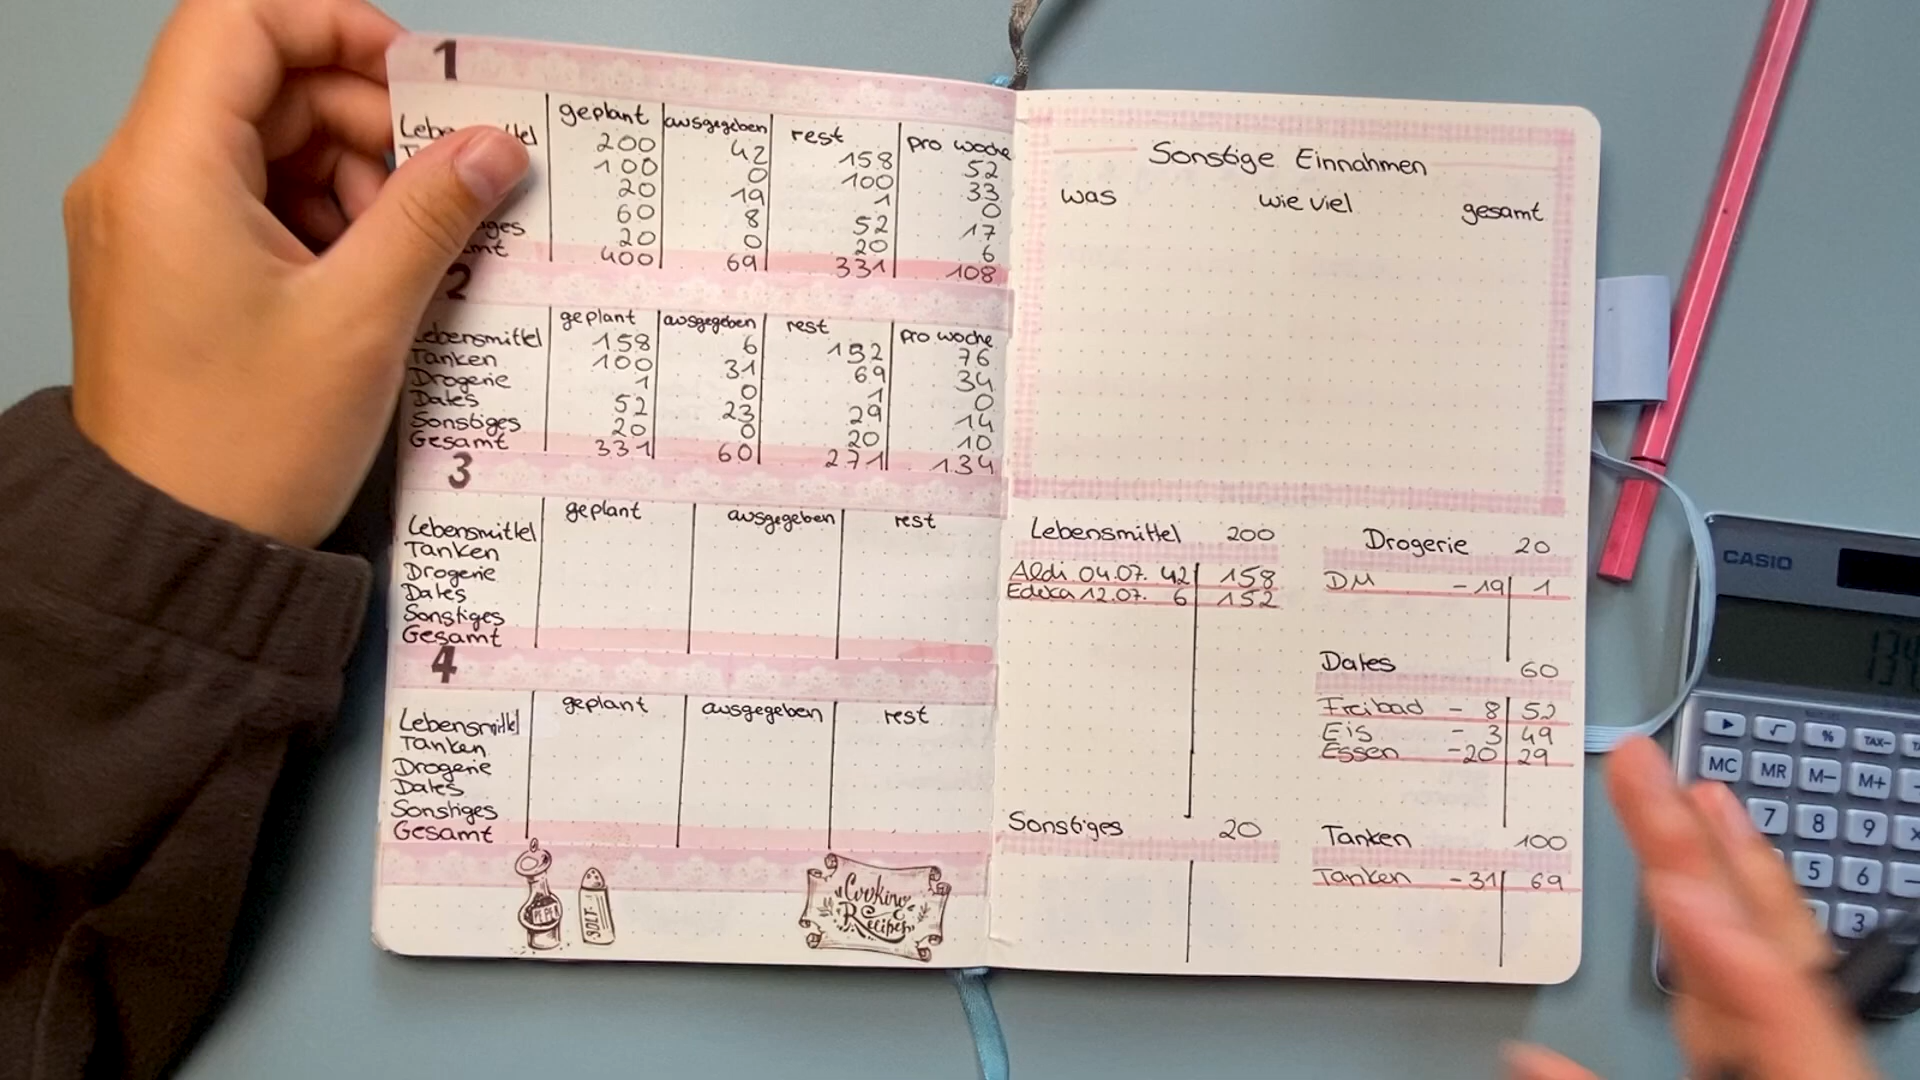 1
geplant ausgegeben rest pro woche
200 42 158 52
100 0 100 33
20 19 1 0
60 8 52 17
20 0 20 6
400 69 331 108
2
geplant ausgegeben rest pro woche
Lebensmittel 158 6 152 76
Tanken 100 31 69 34
Drogerie 1 0 1 0
Dates 52 23 29 14
Sonstiges 20 0 20 10
Gesamt 331 60 271 134
3
geplant ausgegeben rest
Lebensmittel
Tanken
Drogerie
Dates
Sonstiges
Gesamt
4
geplant ausgegeben rest
Lebensmittel
Tanken
Drogerie
Dates
Sonstiges
Gesamt
SALT
Cooking
Recipes
Sonstige Einnahmen
was wie viel gesamt
Lebensmittel 200
Aldi 04.07. 42 158
Edeka 12.07. 6 152
Sonstiges 20
Drogerie 20
DM -19 1
Dates 60
Freibad - 8 52
Eis - 3 49
Essen -20 29
Tanken 100
Tanken -31 69
CASIO
134
▶ √ % TAX−
MC MR M− M+
7 8 9
5 6
3